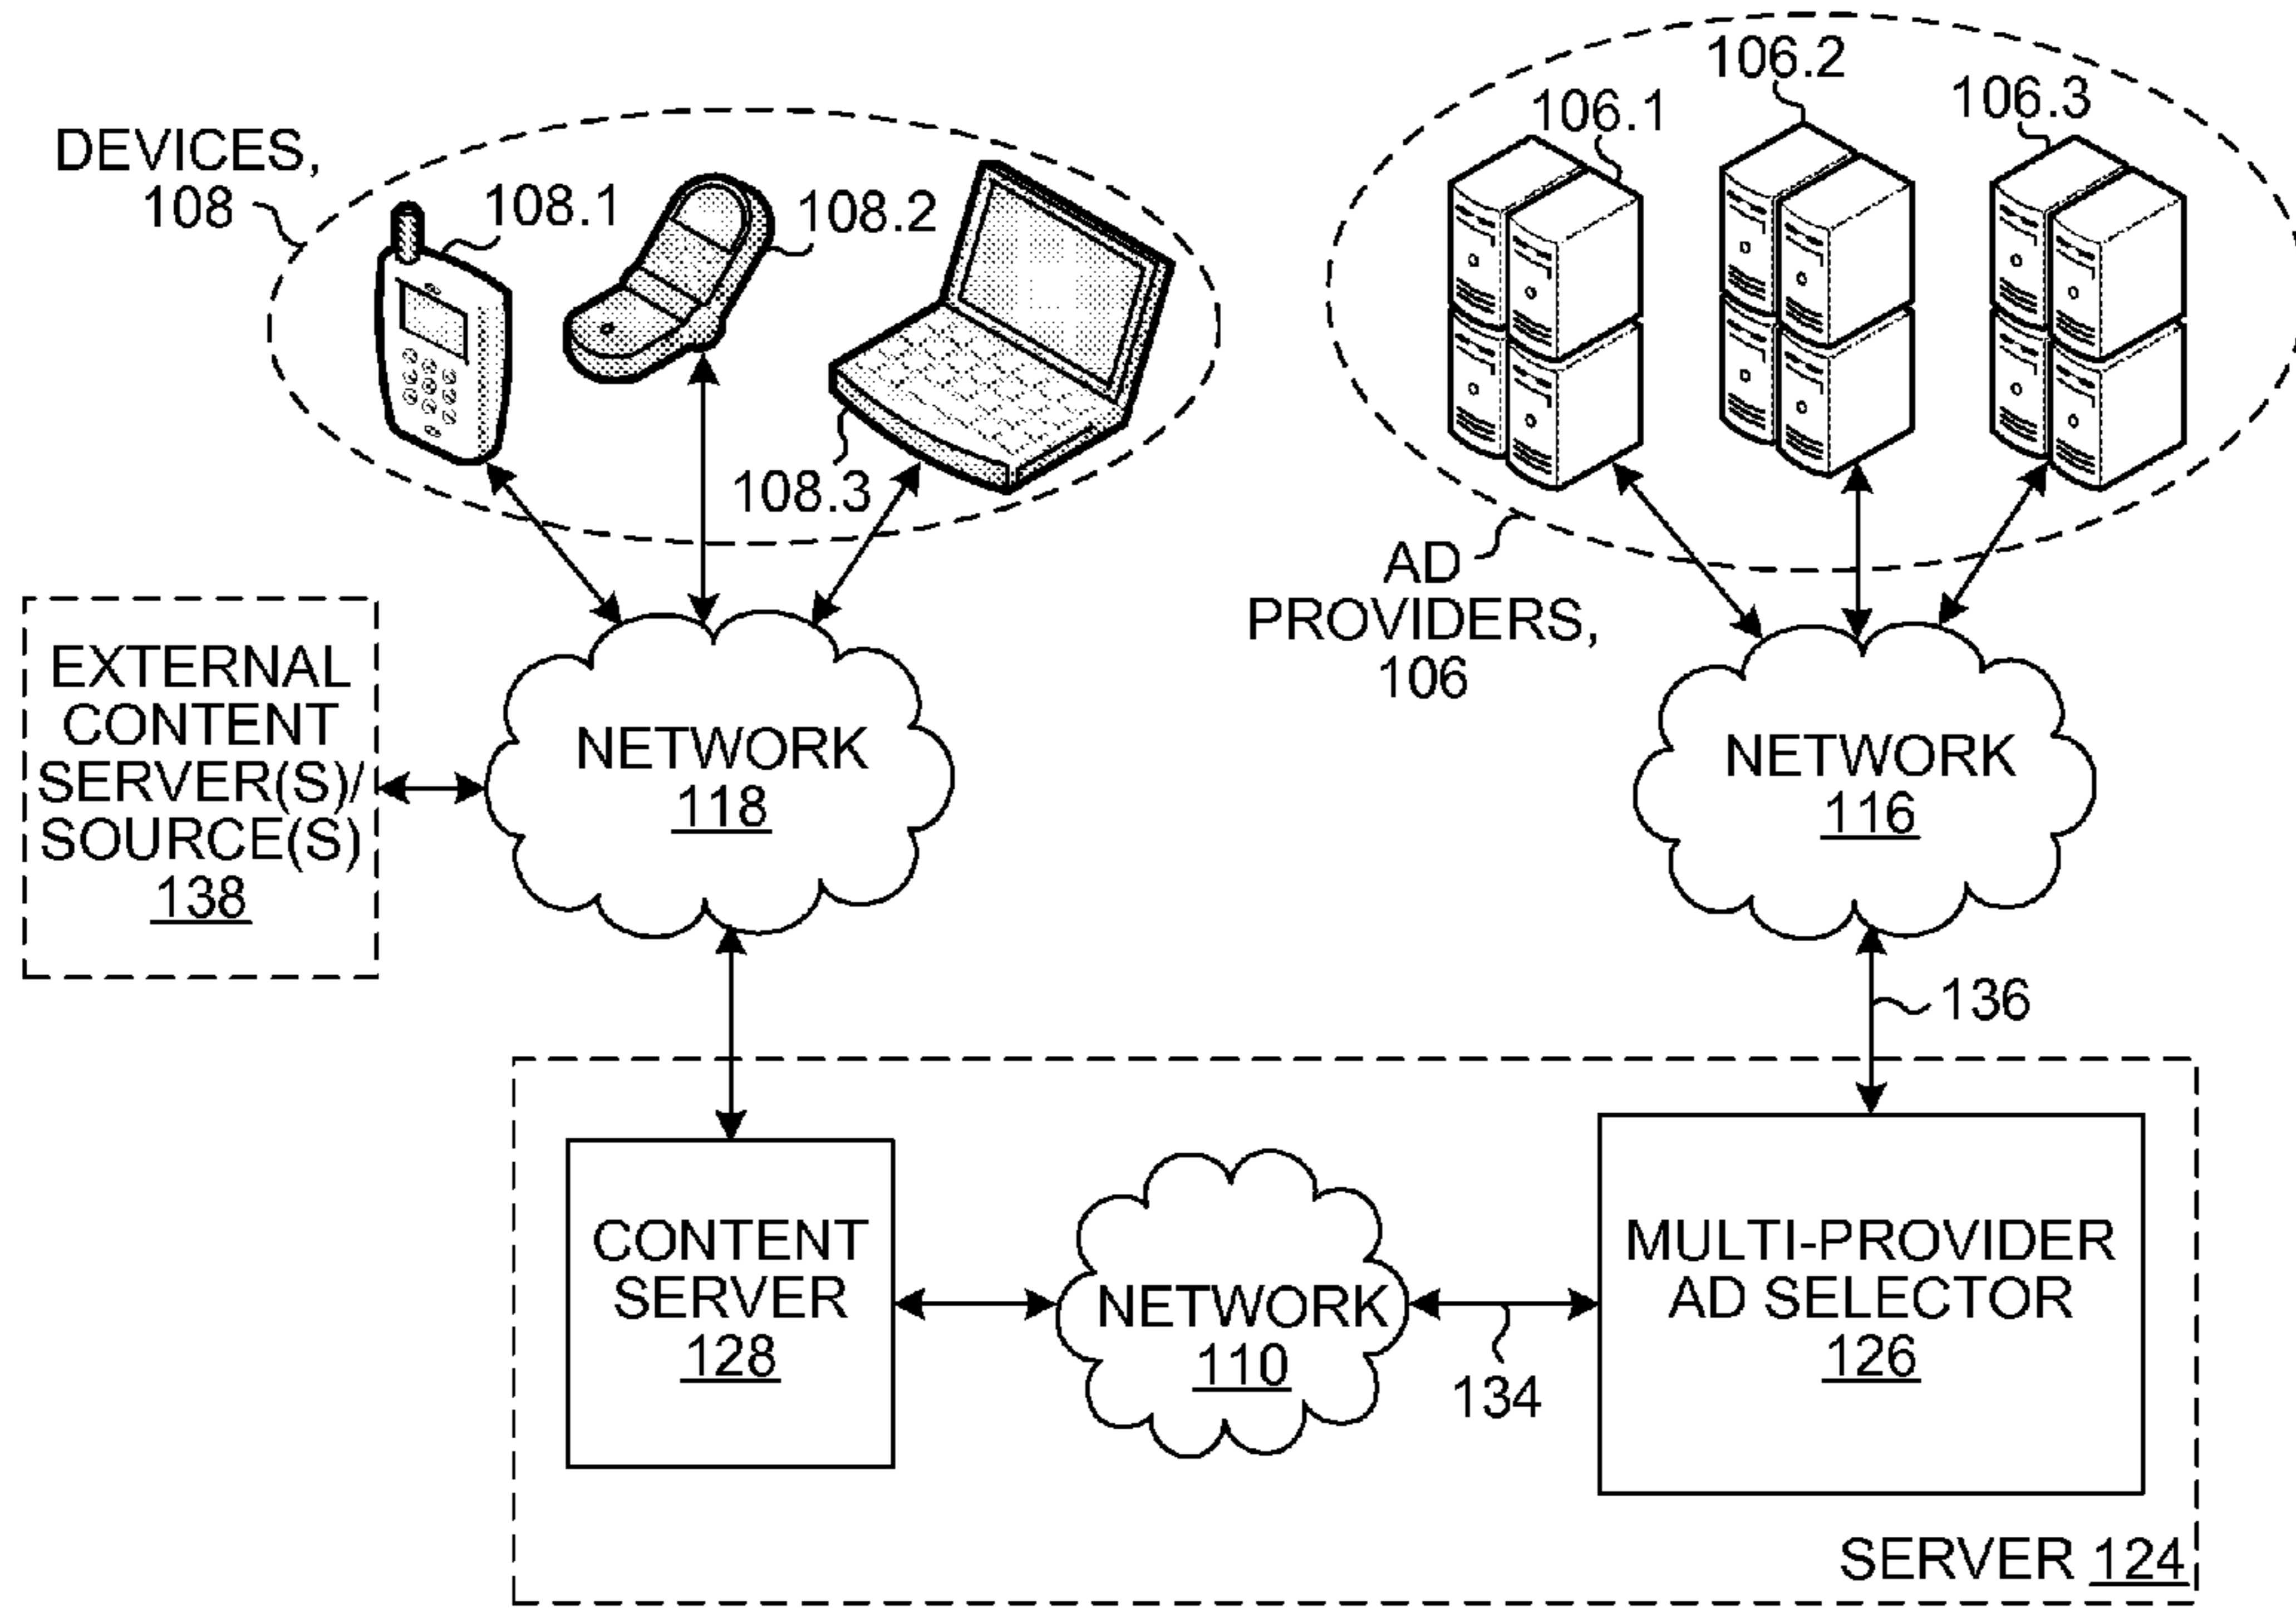 DEVICES,
108
108.1
108.2
108.3
106.1
106.2
106.3
AD
PROVIDERS,
106
EXTERNAL
CONTENT
SERVER(S)/
SOURCE(S)
138
NETWORK
118
NETWORK
116
136
CONTENT
SERVER
128
NETWORK
110
134
MULTI-PROVIDER
AD SELECTOR
126
SERVER 124